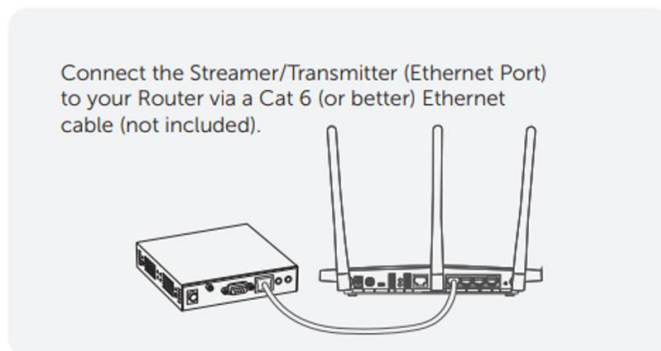 Connect the Streamer/Transmitter (Ethernet Port)
to your Router via a Cat 6 (or better) Ethernet
cable (not included).